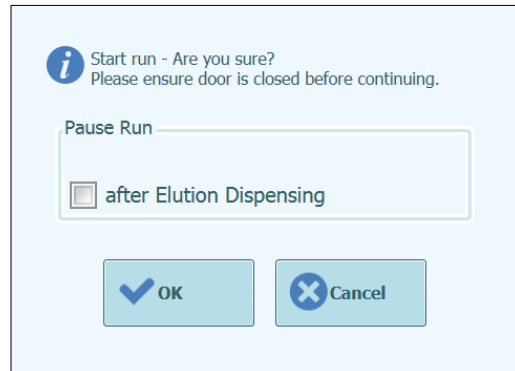 Start run - Are you sure?
Please ensure door is closed before continuing.
Pause Run
after Elution Dispensing
OK
Cancel